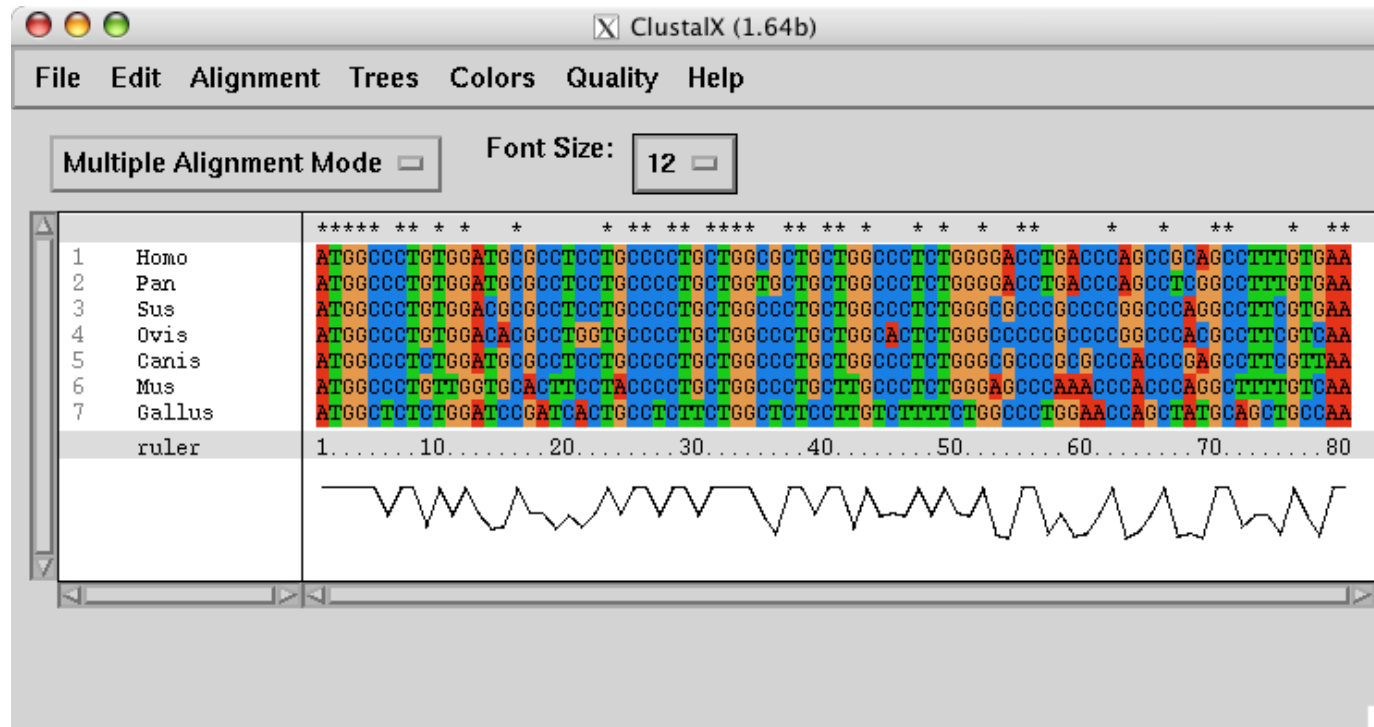 ClustalX (1.64b)
File Edit Alignment Trees Colors Quality Help
Multiple Alignment Mode Font Size: 12
***** ** * *   *      * ** ** ****  ** ** *   * *  *  **     *   *   **    *  **
1 Homo ATGGCCCTGTGGATGCGCCTCCTGCCCCTGCTGGCGCTGCTGGCCCTCTGGGGACCTGACCCAGCCGCAGCCTTTGTGAA
2 Pan ATGGCCCTGTGGATGCGCCTCCTGCCCCTGCTGGTGCTGCTGGCCCTCTGGGGACCTGACCCAGCCTCGGCCTTTGTGAA
3 Sus ATGGCCCTGTGGACGCGCCTCCTGCCCCTGCTGGCCCTGCTGGCCCTCTGGGCGCCCGCCCCGGCCCAGGCCTTCGTGAA
4 Ovis ATGGCCCTGTGGACACGCCTGGTGCCCCTGCTGGCCCTGCTGGCACTCTGGGCCCCCGCCCCGGCCCACGCCTTCGTCAA
5 Canis ATGGCCCTCTGGATGCGCCTCCTGCCCCTGCTGGCCCTGCTGGCCCTCTGGGCGCCCGCGCCCACCCGAGCCTTCGTTAA
6 Mus ATGGCCCTGTTGGTGCACTTCCTACCCCTGCTGGCCCTGCTTGCCCTCTGGGAGCCCAAACCCACCCAGGCTTTTGTCAA
7 Gallus ATGGCTCTCTGGATCCGATCACTGCCTCTTCTGGCTCTCCTTGTCTTTTCTGGCCCTGGAACCAGCTATGCAGCTGCCAA
ruler 1.......10........20........30........40........50........60........70........80